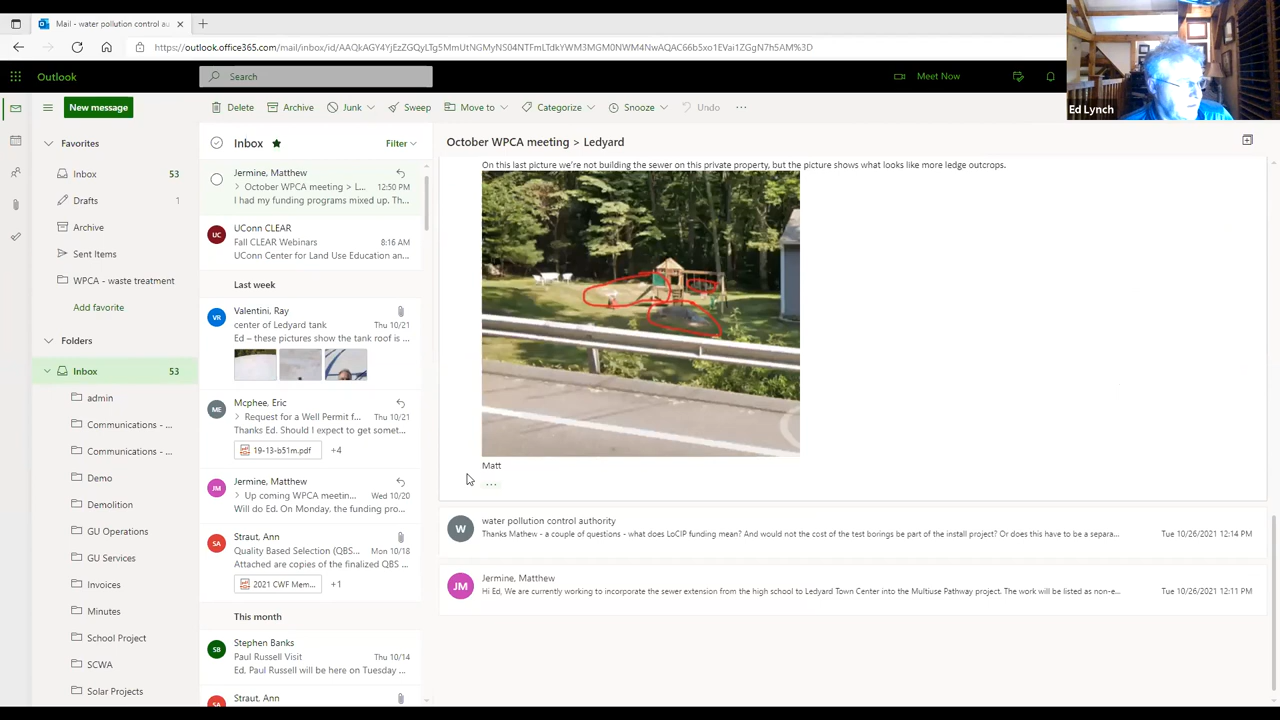 Mail - water pollution control au
https://outlook.office365.com/mail/inbox/id/AAQkAGY4YjEzZGQyLTg5MmUtNGMyNS04NTFmLTdkYWM3MGM0NWM4NwAQAC66bSxo1EVai1ZGgN7h5AM%3D
Ed Lynch
Outlook
Search
Meet Now
New message
Delete
Archive
Junk
Sweep
Move to
Categorize
Snooze
Undo
Favorites
Inbox 53
Drafts 1
Archive
Sent Items
WPCA - waste treatment
Add favorite
Folders
Inbox 53
admin
Communications - ...
Communications - ...
Demo
Demolition
GU Operations
GU Services
Invoices
Minutes
School Project
SCWA
Solar Projects
Inbox
Filter
Jermine, Matthew
October WPCA meeting > L... 12:50 PM
I had my funding programs mixed up. Th...
UC
UConn CLEAR
Fall CLEAR Webinars 8:16 AM
UConn Center for Land Use Education an...
Last week
VR
Valentini, Ray
center of Ledyard tank Thu 10/21
Ed – these pictures show the tank roof is ...
ME
Mcphee, Eric
Request for a Well Permit f... Thu 10/21
Thanks Ed. Should I expect to get somet...
19-13-b51m.pdf +4
JM
Jermine, Matthew
Up coming WPCA meetin... Wed 10/20
Will do Ed. On Monday, the funding pro...
SA
Straut, Ann
Quality Based Selection (QBS ... Mon 10/18
Attached are copies of the finalized QBS ...
2021 CWF Mem... +1
This month
SB
Stephen Banks
Paul Russell Visit Thu 10/14
Ed, Paul Russell will be here on Tuesday ...
SA
Straut, Ann
October WPCA meeting > Ledyard
On this last picture we're not building the sewer on this private property, but the picture shows what looks like more ledge outcrops.
Matt
...
W
water pollution control authority
Thanks Mathew - a couple of questions - what does LoCIP funding mean? And would not the cost of the test borings be part of the install project? Or does this have to be a separa... Tue 10/26/2021 12:14 PM
JM
Jermine, Matthew
Hi Ed, We are currently working to incorporate the sewer extension from the high school to Ledyard Town Center into the Multiuse Pathway project. The work will be listed as non-e... Tue 10/26/2021 12:11 PM